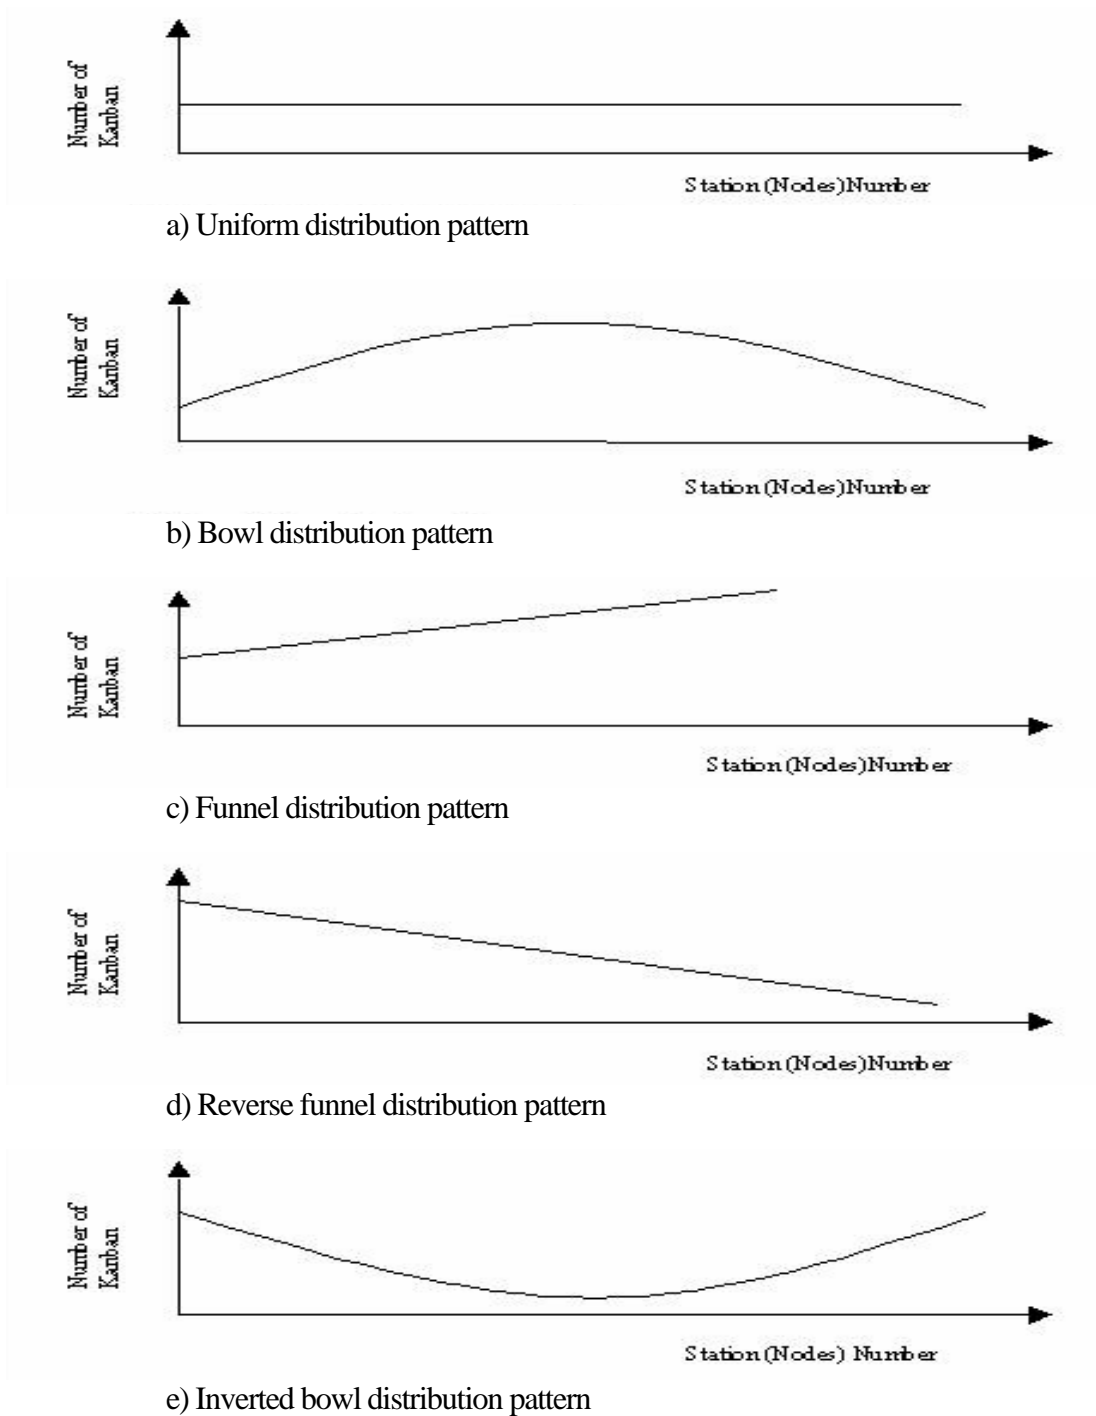 Number of
Kanban
Station (Nodes)Number
a) Uniform distribution pattern
Number of
Kanban
Station (Nodes)Number
b) Bowl distribution pattern
Number of
Kanban
Station (Nodes)Number
c) Funnel distribution pattern
Number of
Kanban
Station (Nodes)Number
d) Reverse funnel distribution pattern
Number of
Kanban
Station (Nodes) Number
e) Inverted bowl distribution pattern